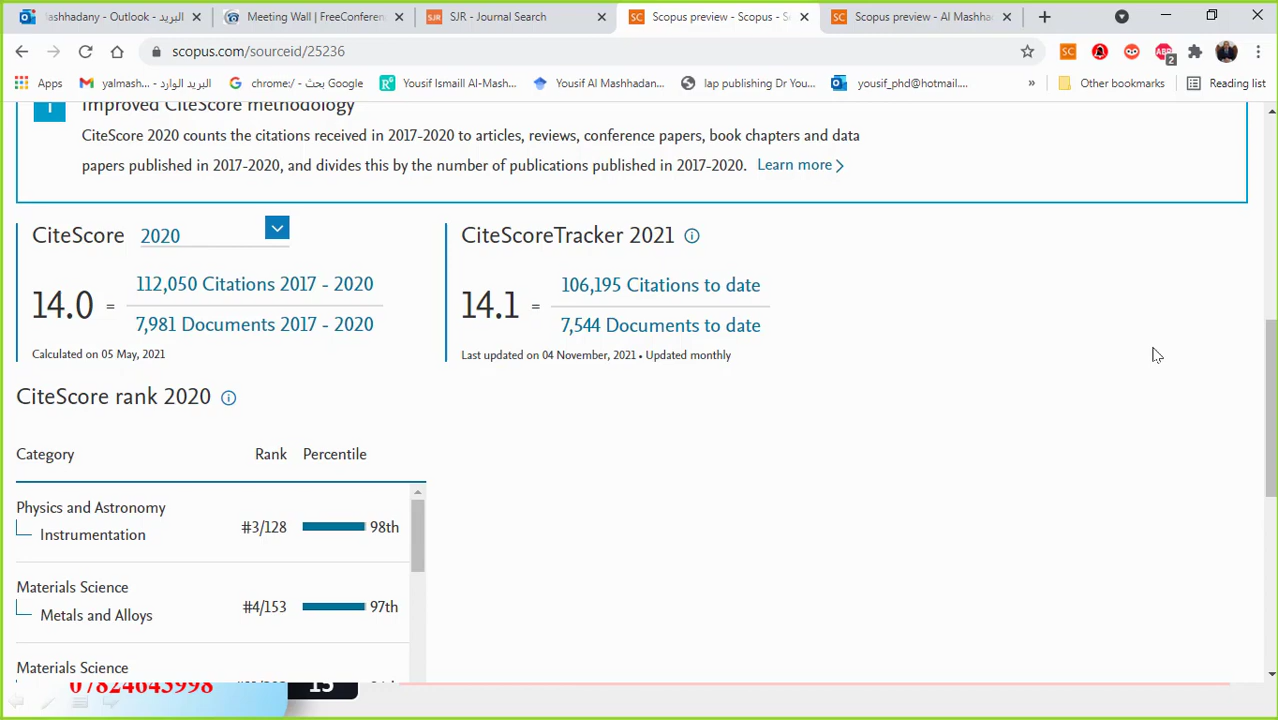 ashhadany - Outlook - البريد
Meeting Wall | FreeConferen
SJR - Journal Search
Scopus preview - Scopus - S
Scopus preview - Al Mashha
scopus.com/sourceid/25236
SC
ABP
2
Apps
yalmash... - البريد الوارد
chrome:/ - بحث Google
Yousif Ismaill Al-Mash...
Yousif Al Mashhadan...
lap publishing Dr You...
yousif_phd@hotmail....
»
Other bookmarks
Reading list
Improved CiteScore methodology
CiteScore 2020 counts the citations received in 2017-2020 to articles, reviews, conference papers, book chapters and data
papers published in 2017-2020, and divides this by the number of publications published in 2017-2020. Learn more
CiteScore 2020
14.0 = 112,050 Citations 2017 - 2020
7,981 Documents 2017 - 2020
Calculated on 05 May, 2021
CiteScoreTracker 2021
14.1 = 106,195 Citations to date
7,544 Documents to date
Last updated on 04 November, 2021 • Updated monthly
CiteScore rank 2020
Category Rank Percentile
Physics and Astronomy
Instrumentation #3/128 98th
Materials Science
Metals and Alloys #4/153 97th
Materials Science
07824643998
15